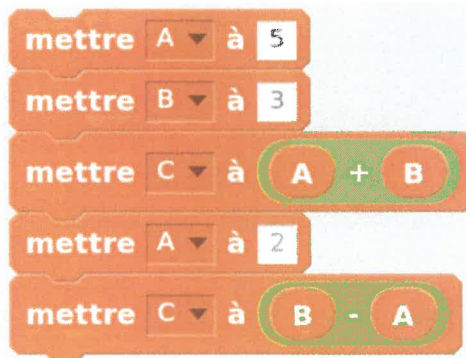 mettre A à 5
mettre B à 3
mettre C à A + B
mettre A à 2
mettre C à B - A